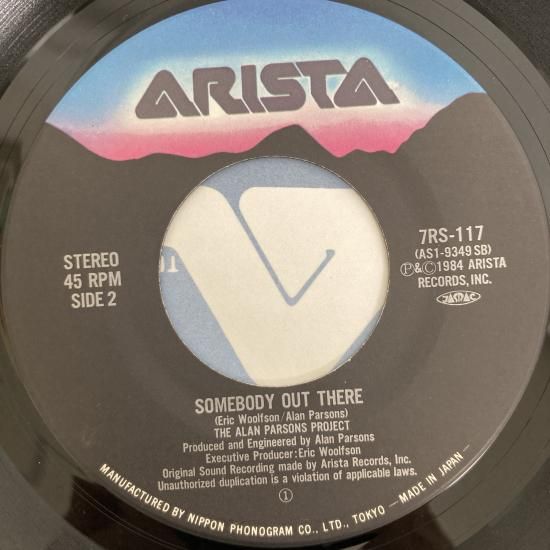 ARISTA
STEREO
45 RPM
SIDE 2
7RS-117
(AS1-9349 SB)
Ⓟ&Ⓒ1984 ARISTA
RECORDS, INC.
JASRAC
SOMEBODY OUT THERE
(Eric Woolfson/Alan Parsons)
THE ALAN PARSONS PROJECT
Produced and Engineered by Alan Parsons
Executive Producer: Eric Woolfson
Original Sound Recording made by Arista Records, Inc.
Unauthorized duplication is a violation of applicable laws.
①
MANUFACTURED BY NIPPON PHONOGRAM CO., LTD., TOKYO —MADE IN JAPAN—